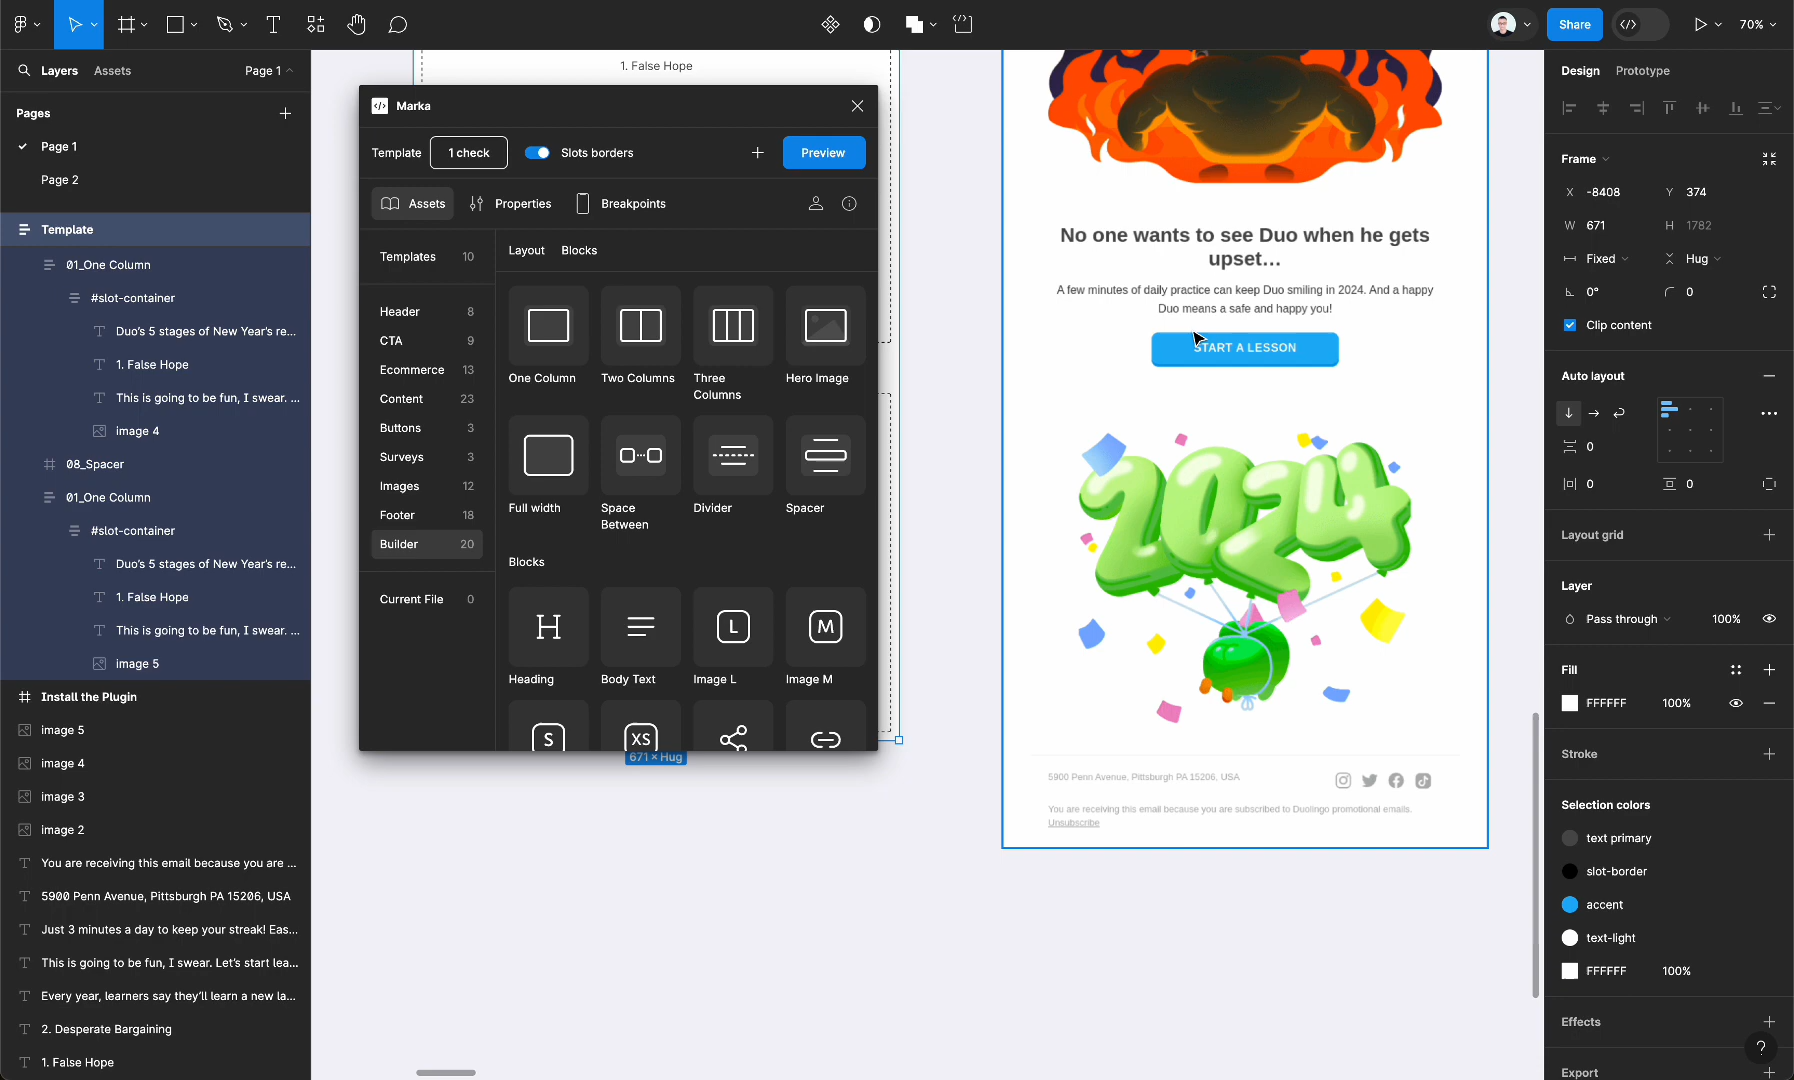 Share
70%
Layers
Assets
Page 1
Pages
Page 1
Page 2
Template
01_One Column
#slot-container
Duo's 5 stages of New Year's re...
1. False Hope
This is going to be fun, I swear. ...
image 4
08_Spacer
01_One Column
#slot-container
Duo's 5 stages of New Year's re...
1. False Hope
This is going to be fun, I swear. ...
image 5
Install the Plugin
image 5
image 4
image 3
image 2
You are receiving this email because you are ...
5900 Penn Avenue, Pittsburgh PA 15206, USA
Just 3 minutes a day to keep your streak! Eas...
This is going to be fun, I swear. Let's start lea...
Every year, learners say they'll learn a new la...
2. Desperate Bargaining
1. False Hope
1. False Hope
Marka
Template
1 check
Slots borders
Preview
Assets
Properties
Breakpoints
Templates 10
Header 8
CTA 9
Ecommerce 13
Content 23
Buttons 3
Surveys 3
Images 12
Footer 18
Builder 20
Current File 0
Layout
Blocks
One Column
Two Columns
Three
Columns
Hero Image
Full width
Space
Between
Divider
Spacer
Blocks
H
L
M
Heading
Body Text
Image L
Image M
S
XS
671 × Hug
No one wants to see Duo when he gets
upset...
A few minutes of daily practice can keep Duo smiling in 2024. And a happy
Duo means a safe and happy you!
START A LESSON
2024
5900 Penn Avenue, Pittsburgh PA 15206, USA
You are receiving this email because you are subscribed to Duolingo promotional emails.
Unsubscribe
Design
Prototype
Frame
X -8408
Y 374
W 671
H 1782
Fixed
Hug
0°
0
Clip content
Auto layout
0
0
0
Layout grid
Layer
Pass through
100%
Fill
FFFFFF
100%
Stroke
Selection colors
text primary
slot-border
accent
text-light
FFFFFF
100%
Effects
?
Export